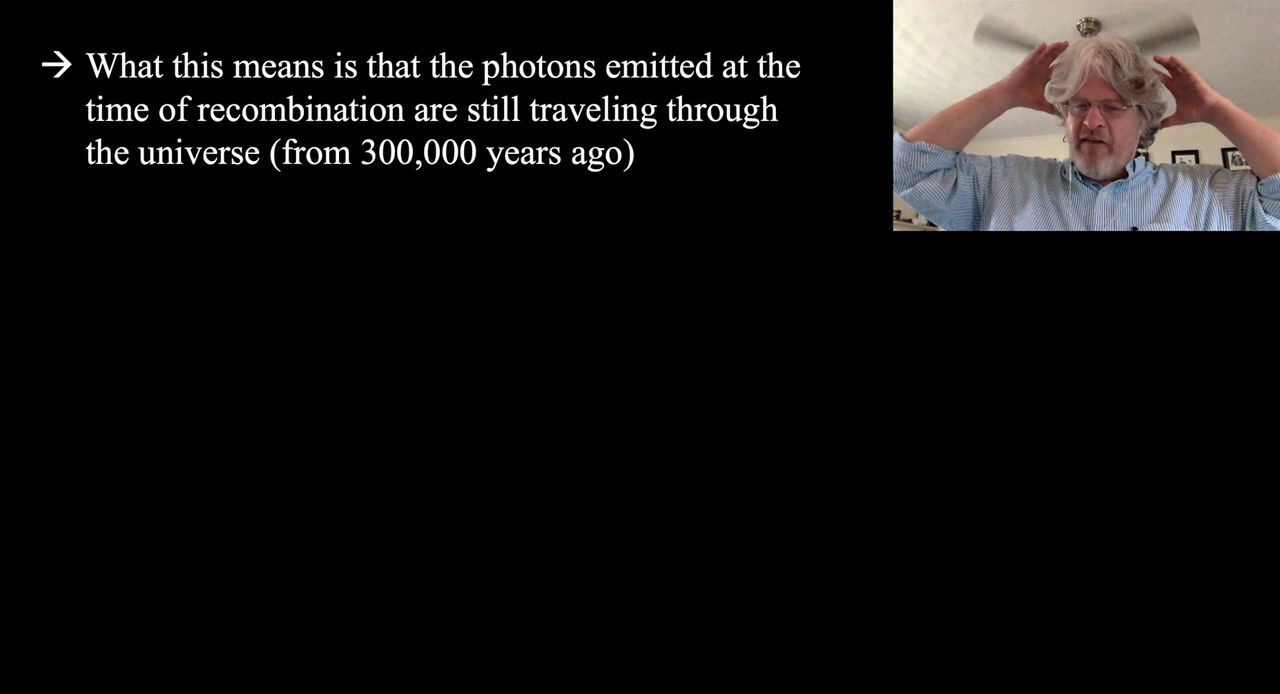 → What this means is that the photons emitted at the
time of recombination are still traveling through
the universe (from 300,000 years ago)